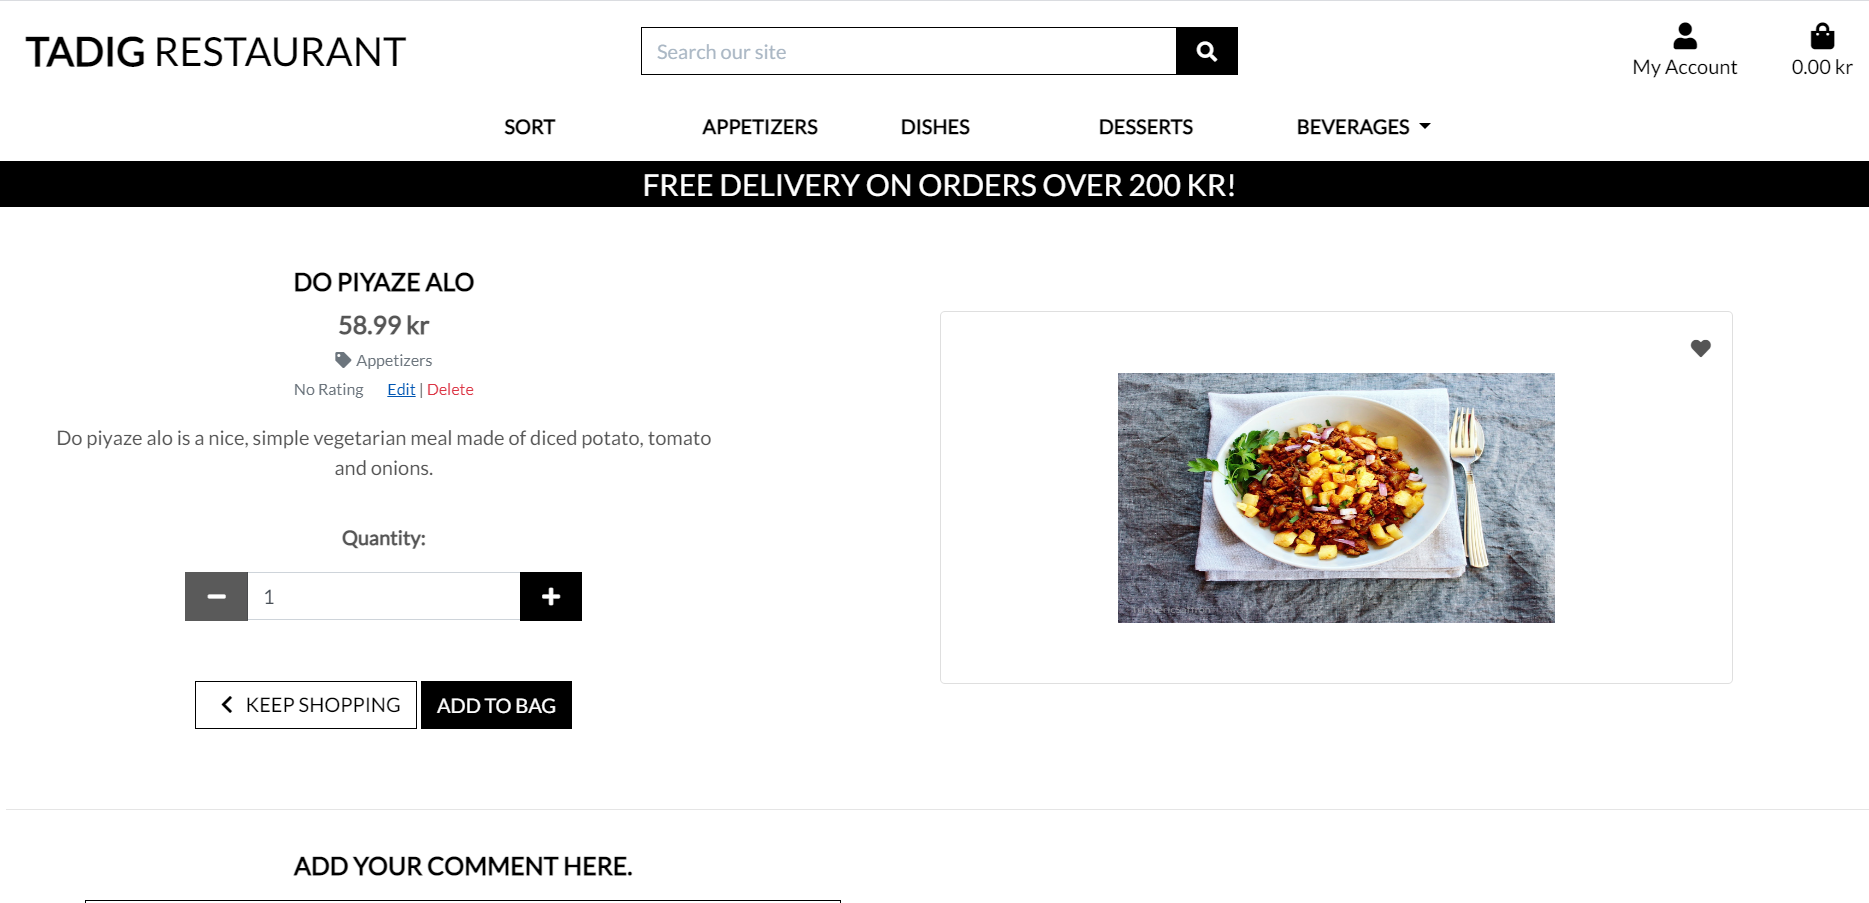 TADIG RESTAURANT
Search our site
My Account
0.00 kr
SORT
APPETIZERS
DISHES
DESSERTS
BEVERAGES
FREE DELIVERY ON ORDERS OVER 200 KR!
DO PIYAZE ALO
58.99 kr
Appetizers
No Rating Edit | Delete
Do piyaze alo is a nice, simple vegetarian meal made of diced potato, tomato
and onions.
Quantity:
1
KEEP SHOPPING
ADD TO BAG
ADD YOUR COMMENT HERE.